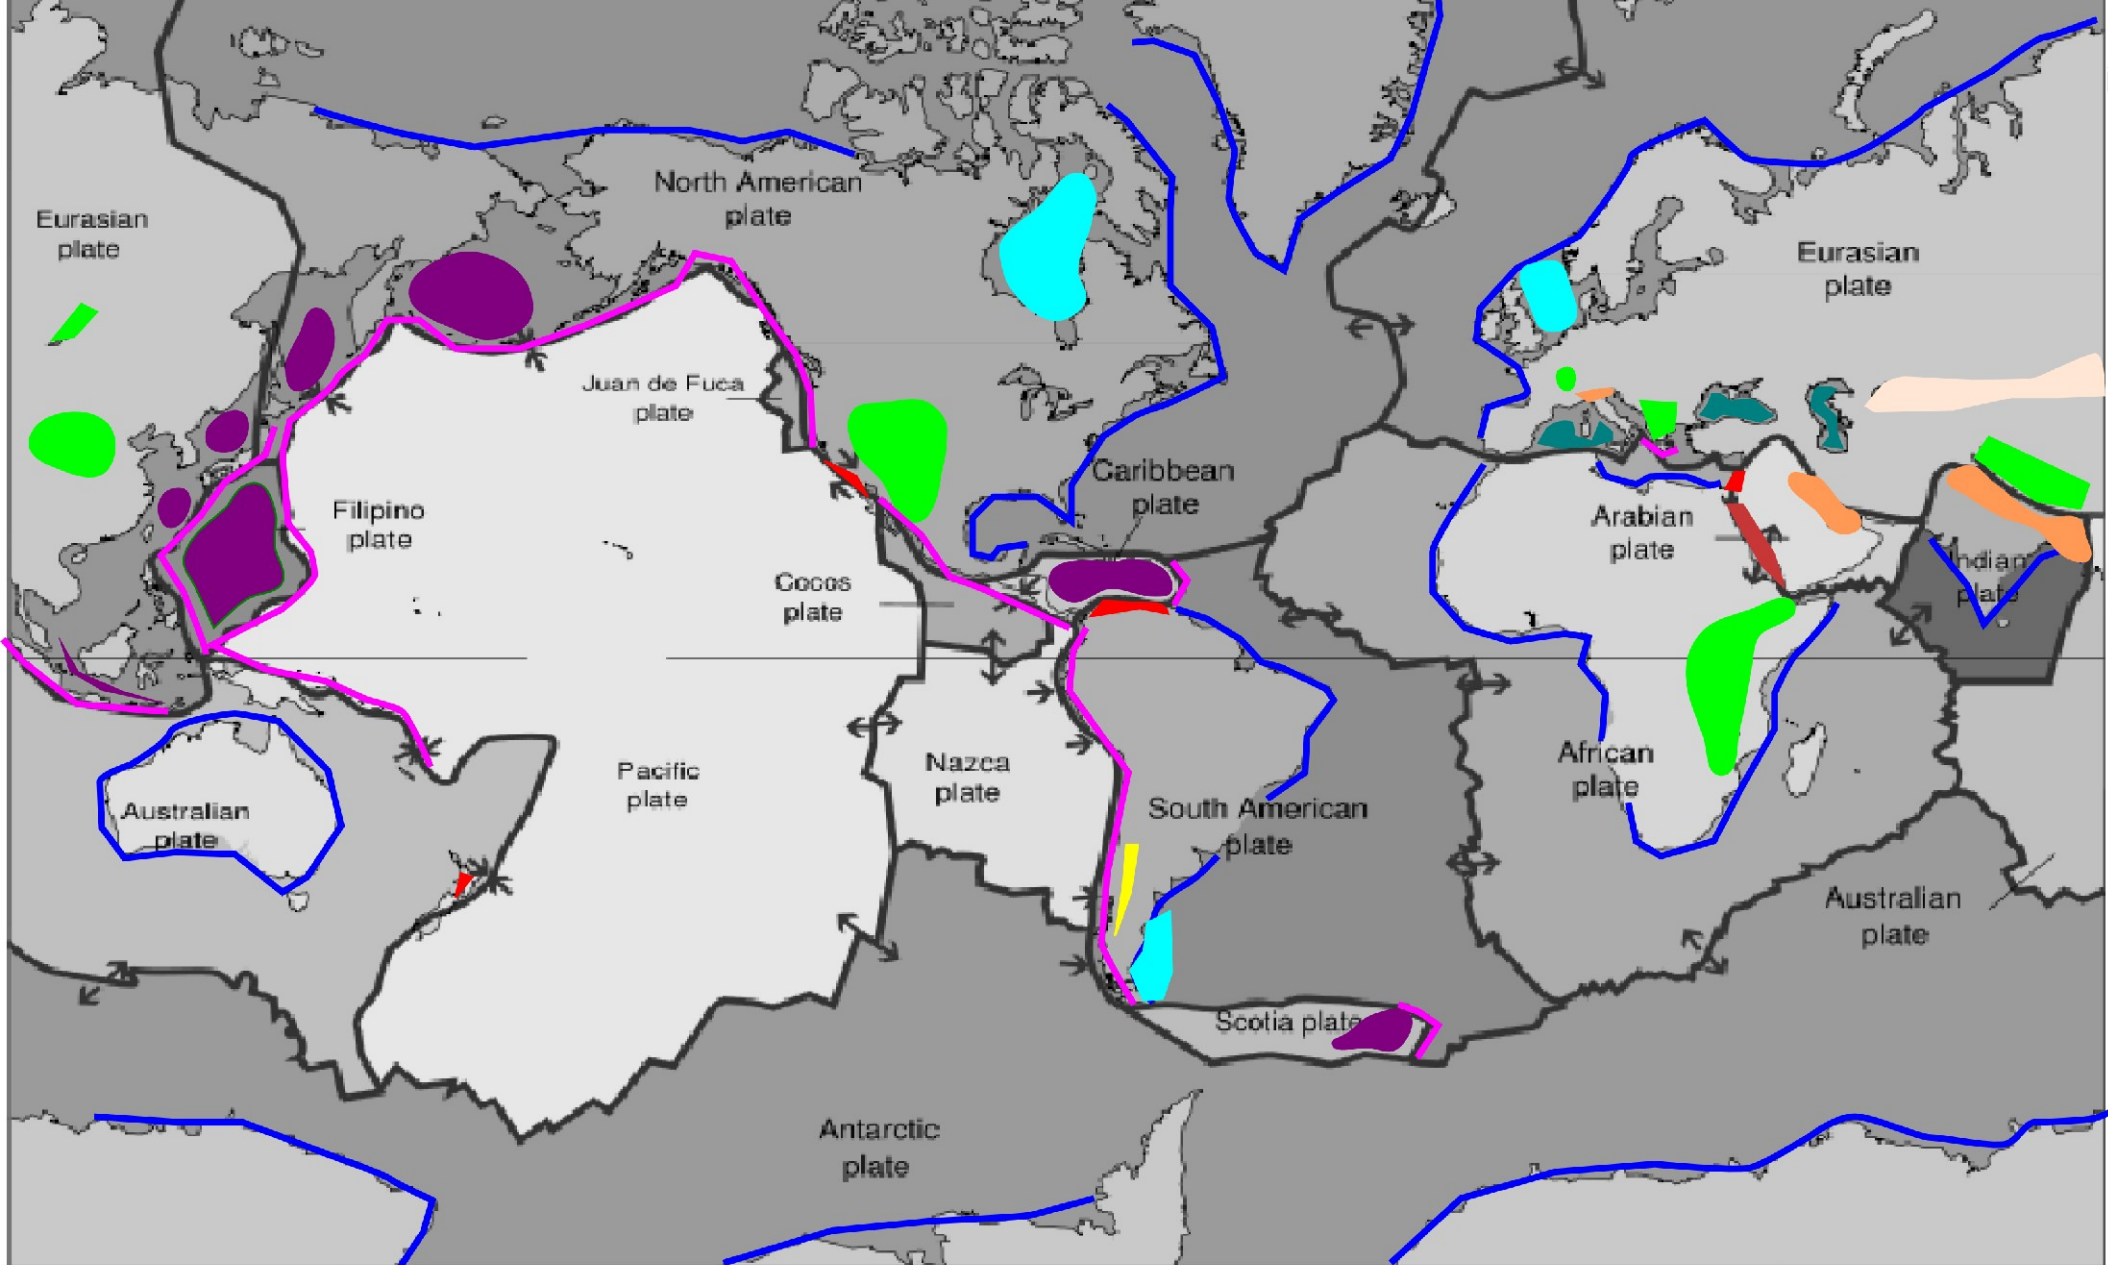 North American
plate
Eurasian
plate
Eurasian
plate
Juan de Fuca
plate
Caribbean
plate
Filipino
plate
Arabian
plate
Cocos
plate
Indian
plate
African
plate
Nazca
plate
Pacific
plate
South American
plate
Australian
plate
Australian
plate
Scotia plate
Antarctic
plate